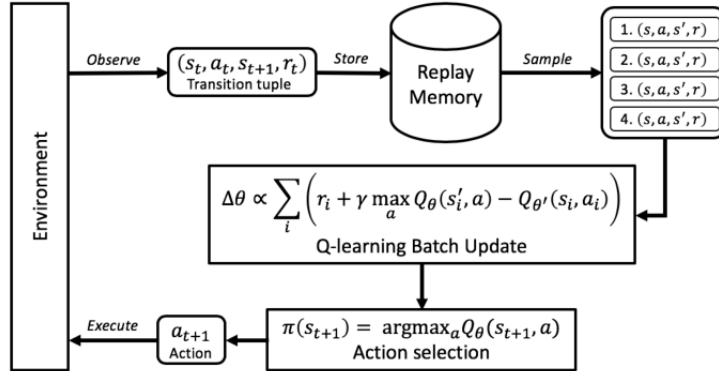 Environment
Observe
(s_t, a_t, s_{t+1}, r_t)
Transition tuple
Store
Replay
Memory
Sample
1. (s, a, s′, r)
2. (s, a, s′, r)
3. (s, a, s′, r)
4. (s, a, s′, r)
Δθ ∝ ∑_i (r_i + γ max_a Q_θ(s′_i, a) − Q_θ′(s_i, a_i))
Q-learning Batch Update
π(s_{t+1}) = argmax_a Q_θ(s_{t+1}, a)
Action selection
a_{t+1}
Action
Execute